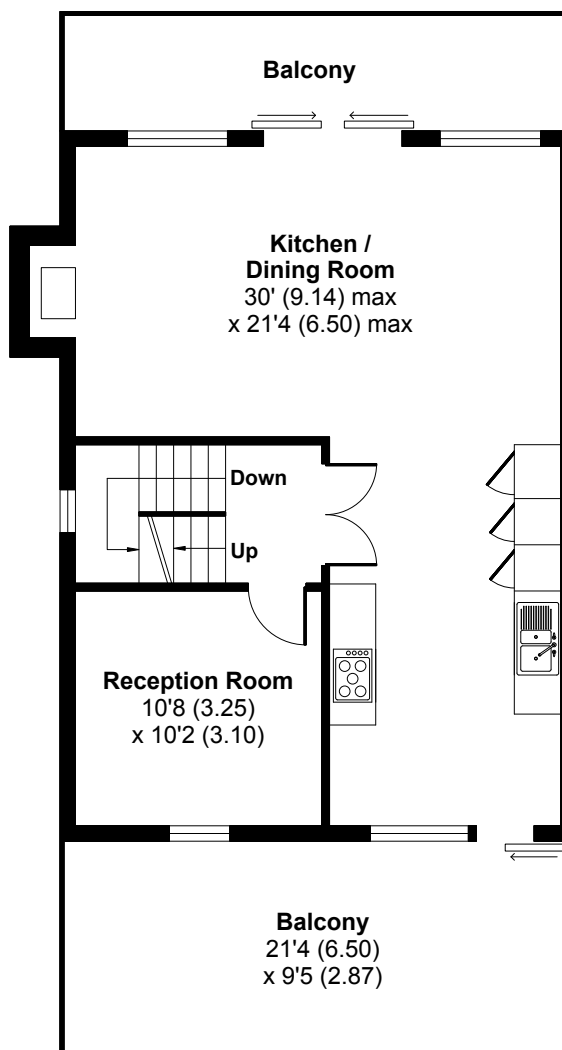 Balcony
Kitchen /
Dining Room
30' (9.14) max
x 21'4 (6.50) max
Down
Up
Reception Room
10'8 (3.25)
x 10'2 (3.10)
Balcony
21'4 (6.50)
x 9'5 (2.87)